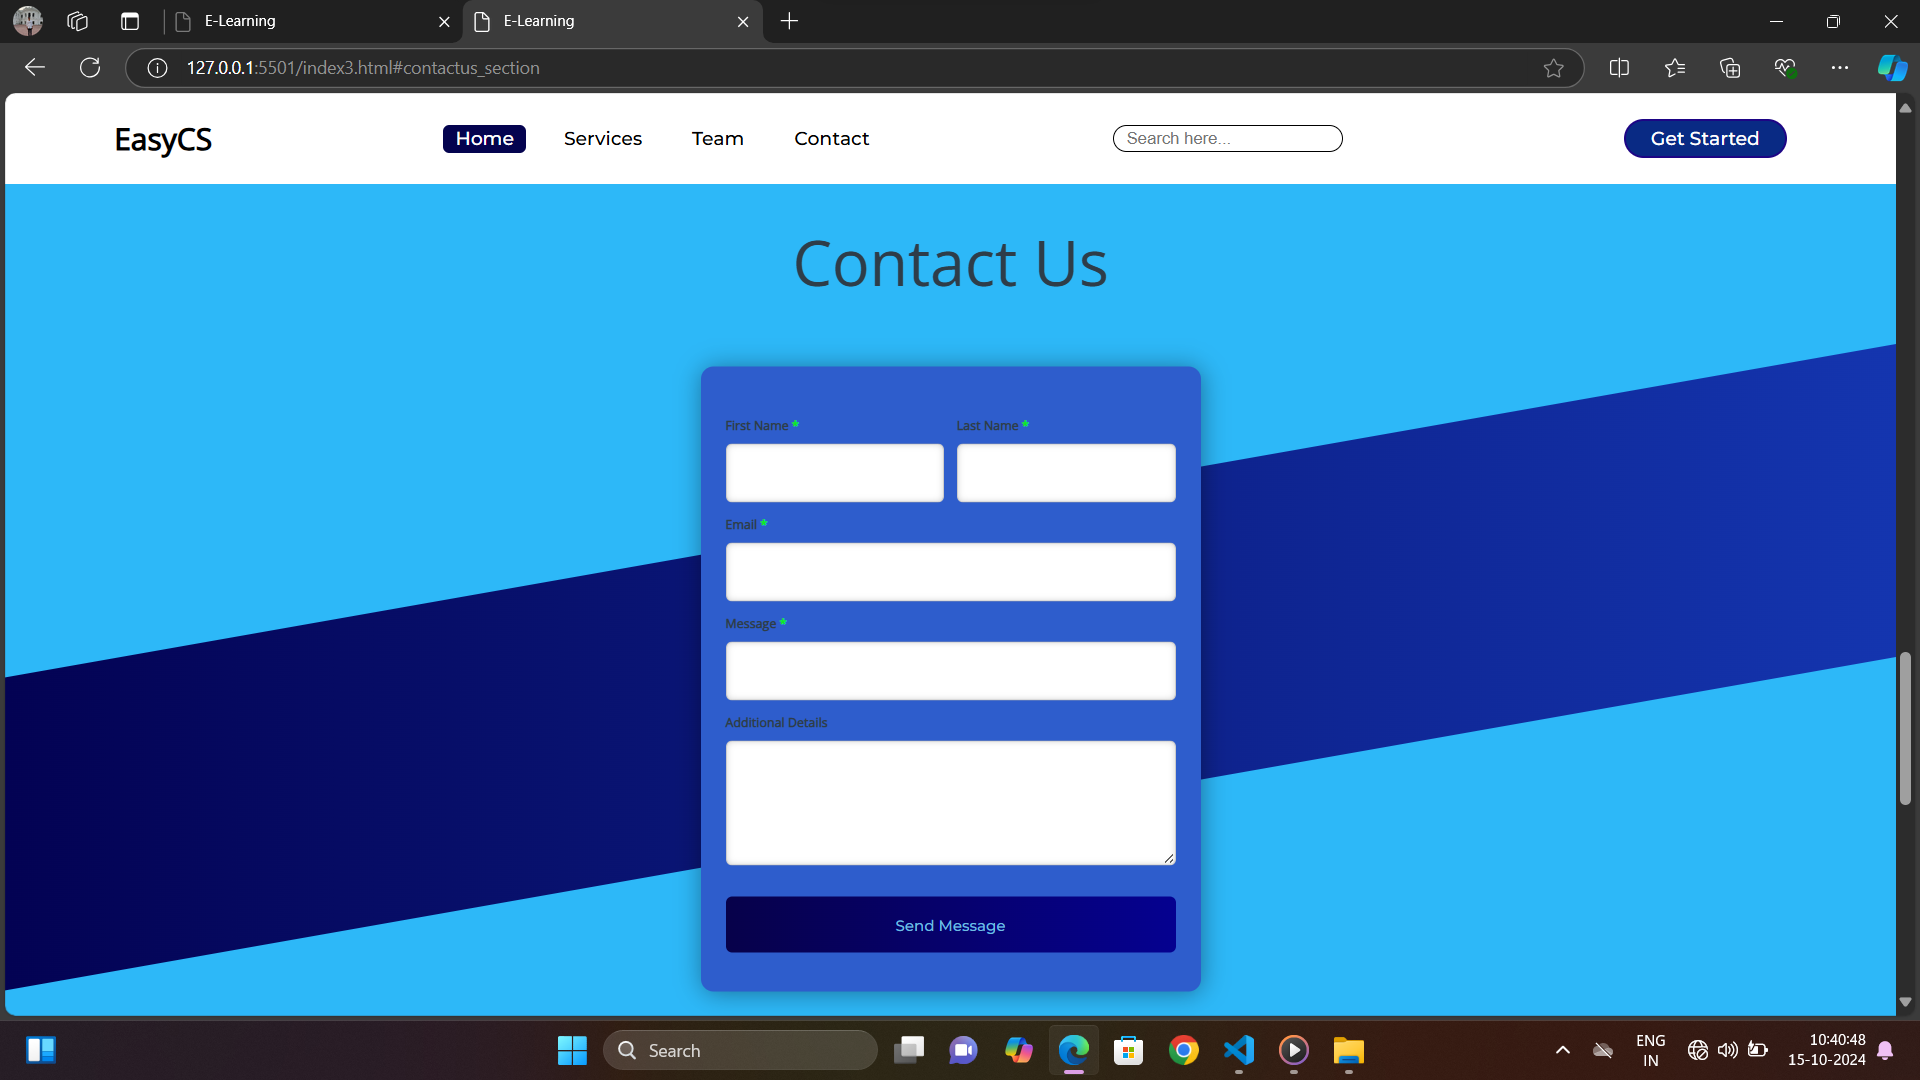 E-Learning
E-Learning
127.0.0.1:5501/index3.html#contactus_section
EasyCS
Home
Services
Team
Contact
Search here...
Get Started
Contact Us
First Name *
Last Name *
Email *
Message *
Additional Details
Send Message
Search
ENG
IN
10:40:48
15-10-2024